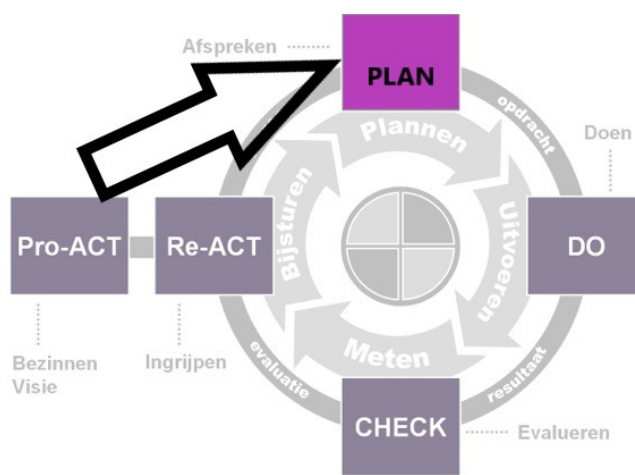 Afspreken
PLAN
Plannen
opdracht
Doen
Pro-ACT
Re-ACT
Bijsturen
Uitvoeren
DO
Bezinnen
Visie
Ingrijpen
evaluatie
Meten
resultaat
CHECK
Evalueren